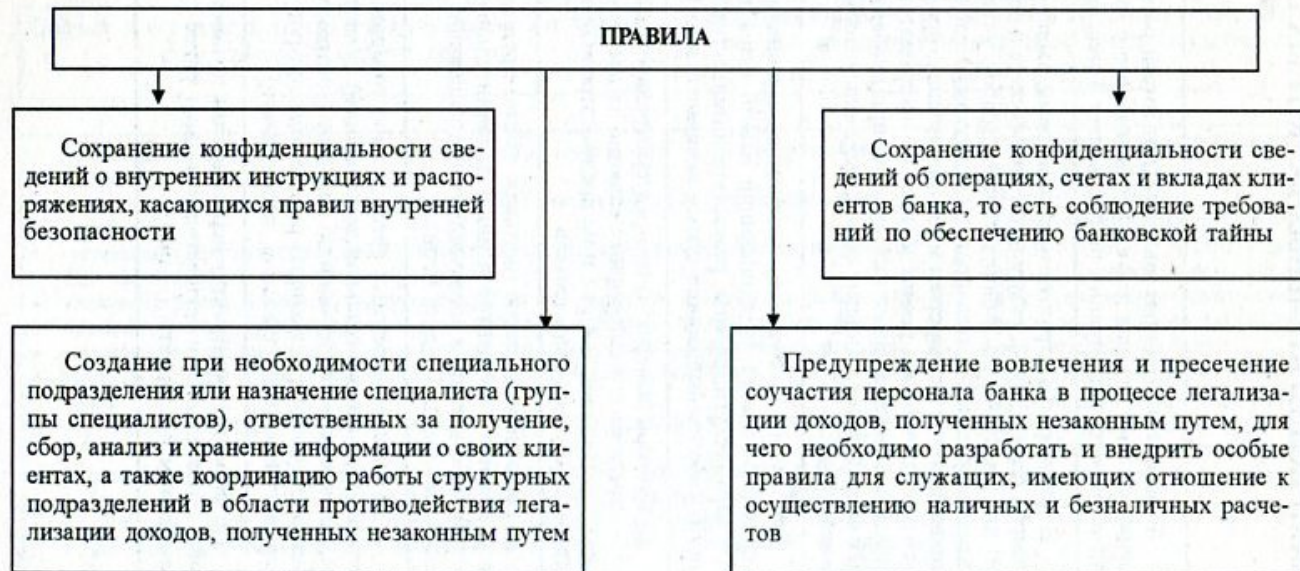 ПРАВИЛА
Сохранение конфиденциальности све-
дений о внутренних инструкциях и распо-
ряжениях, касающихся правил внутренней
безопасности
Сохранение конфиденциальности све-
дений об операциях, счетах и вкладах кли-
ентов банка, то есть соблюдение требова-
ний по обеспечению банковской тайны
Создание при необходимости специального
подразделения или назначение специалиста (груп-
пы специалистов), ответственных за получение,
сбор, анализ и хранение информации о своих кли-
ентах, а также координацию работы структурных
подразделений в области противодействия лега-
лизации доходов, полученных незаконным путем
Предупреждение вовлечения и пресечение
соучастия персонала банка в процессе легализа-
ции доходов, полученных незаконным путем, для
чего необходимо разработать и внедрить особые
правила для служащих, имеющих отношение к
осуществлению наличных и безналичных расче-
тов